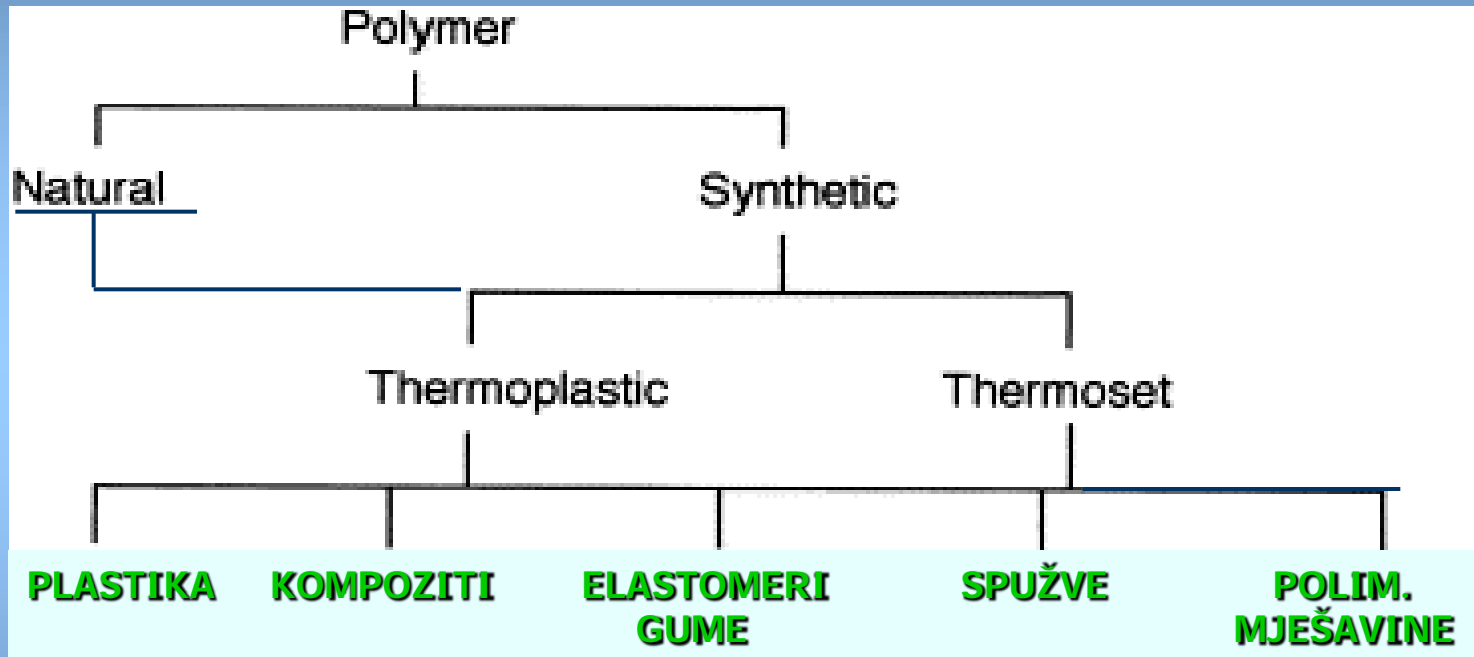 Polymer
Natural
Synthetic
Thermoplastic
Thermoset
PLASTIKA
KOMPOZITI
ELASTOMERI
GUME
SPUŽVE
POLIM.
MJEŠAVINE